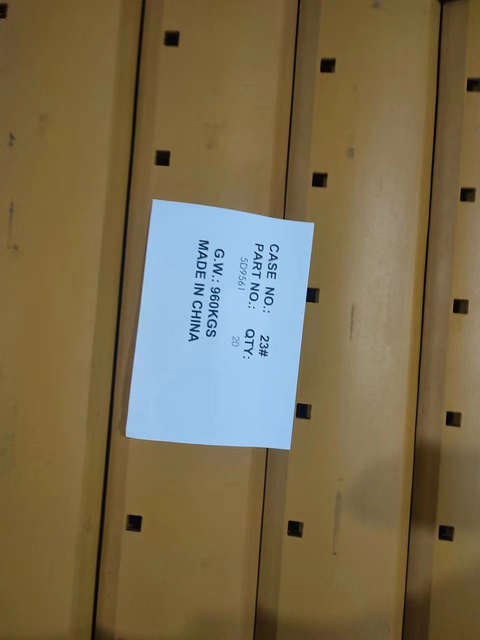 CASE NO.: 23#
PART NO.: QTY:
5D9561 20
G.W.: 960KGS
MADE IN CHINA